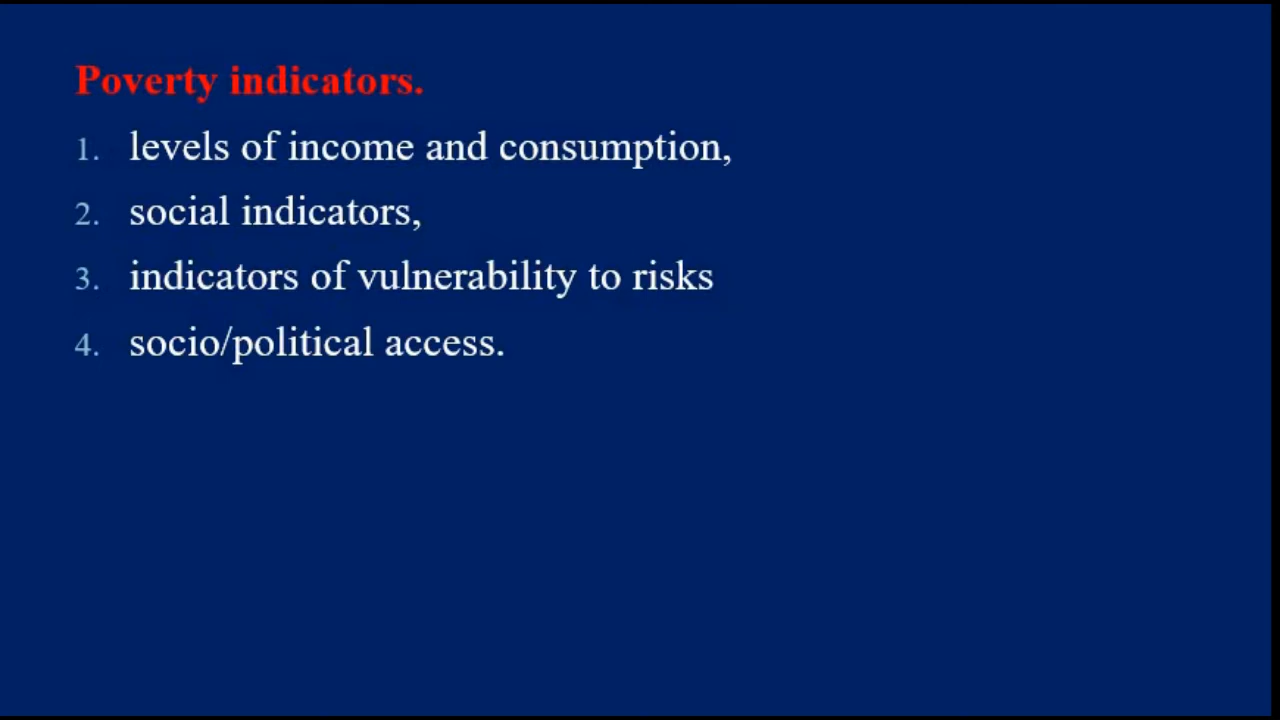 Poverty indicators.
1. levels of income and consumption,
2. social indicators,
3. indicators of vulnerability to risks
4. socio/political access.